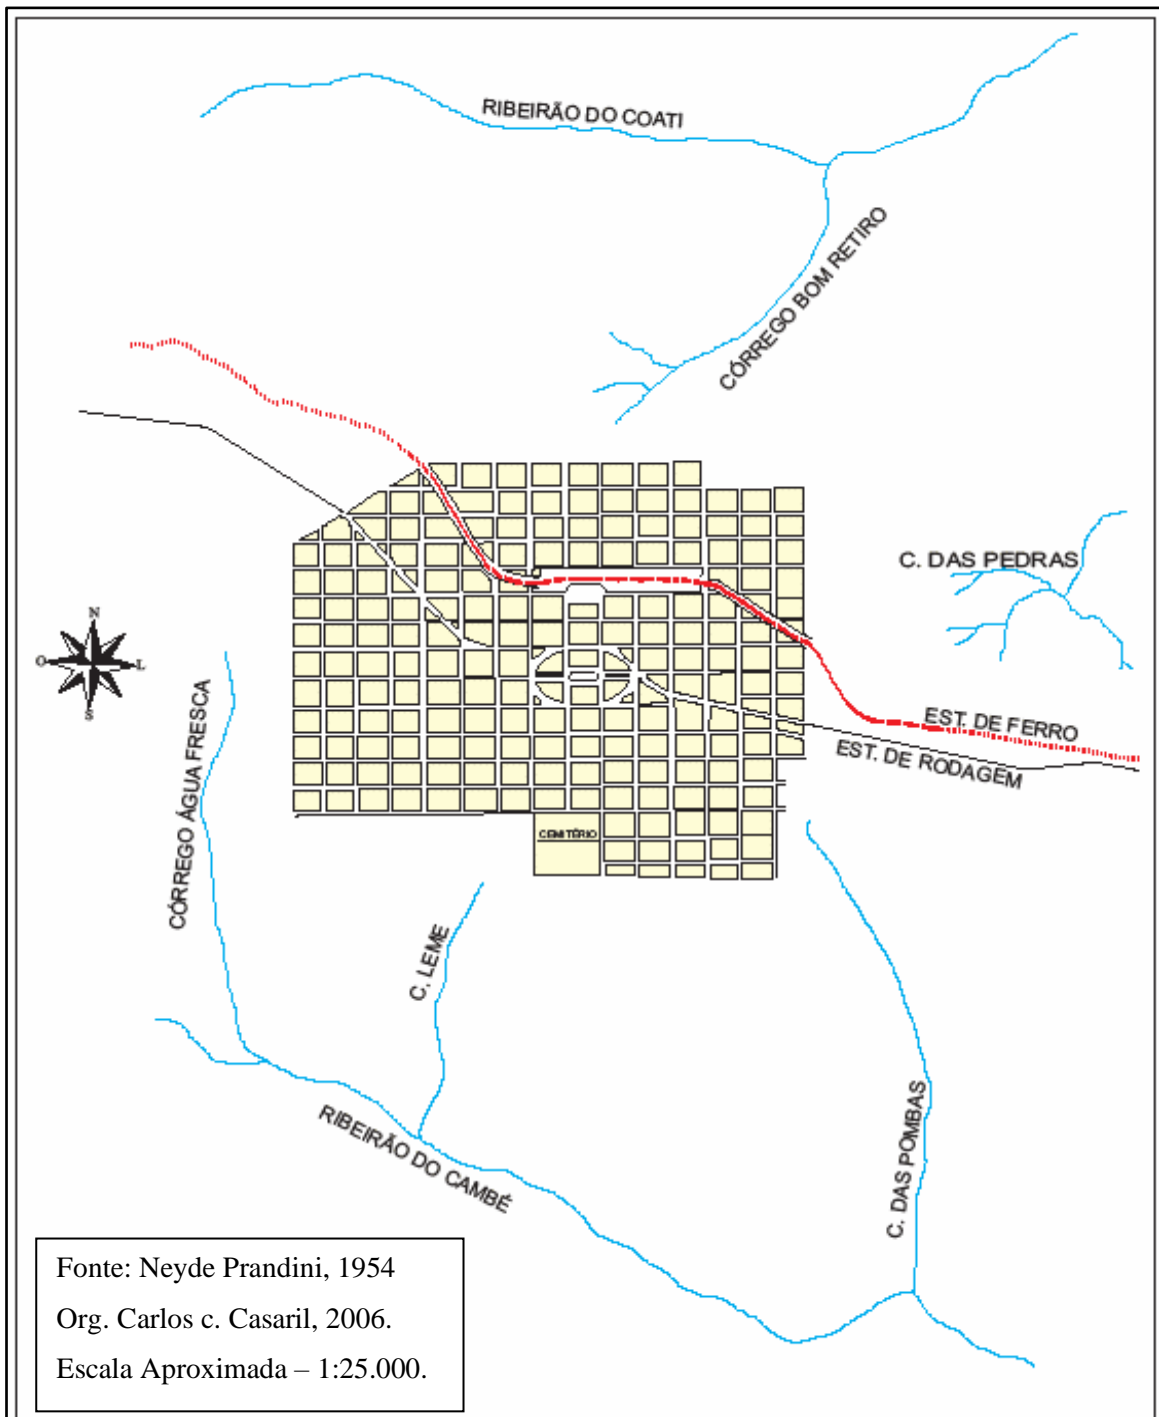 RIBEIRÃO DO COATI
CÓRREGO BOM RETIRO
C. DAS PEDRAS
N
O
L
S
CÓRREGO ÁGUA FRESCA
EST. DE FERRO
EST. DE RODAGEM
CEMITÉRIO
C. LEME
C. DAS POMBAS
RIBEIRÃO DO CAMBÉ
Fonte: Neyde Prandini, 1954
Org. Carlos c. Casaril, 2006.
Escala Aproximada – 1:25.000.